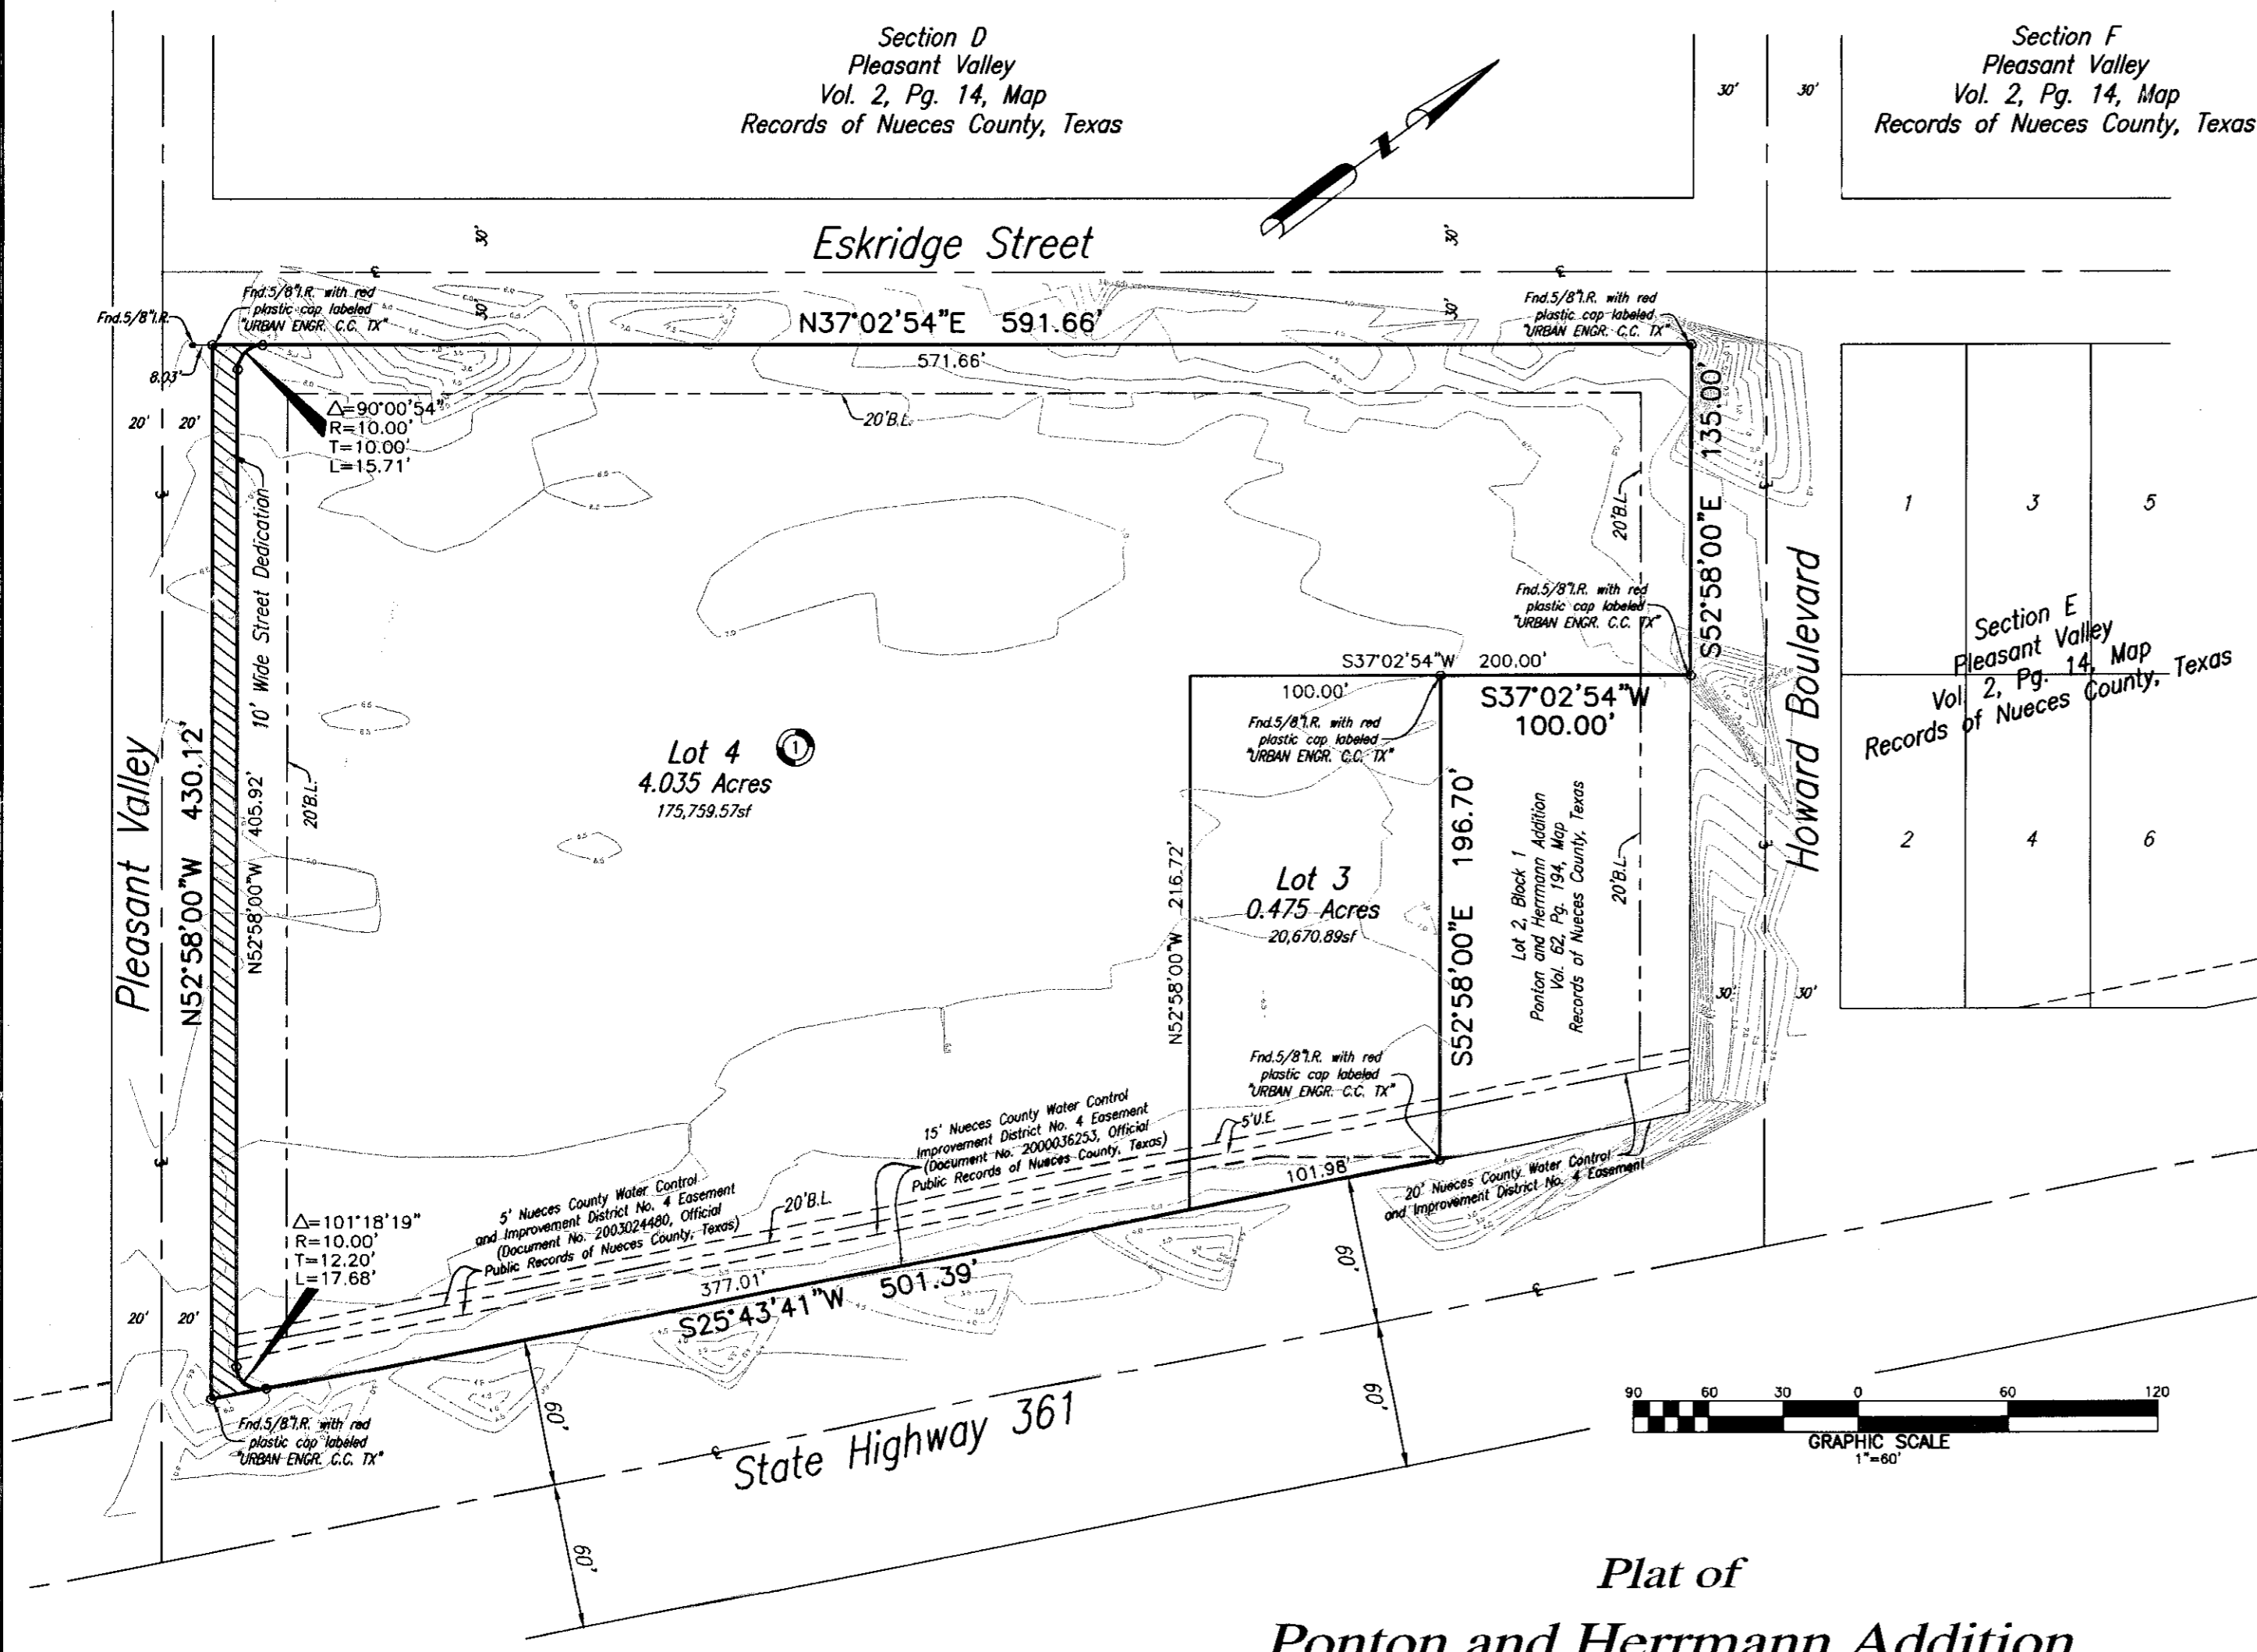 Section D
Pleasant Valley
Vol. 2, Pg. 14, Map
Records of Nueces County, Texas
Section F
Pleasant Valley
Vol. 2, Pg. 14, Map
Records of Nueces County, Texas
30'
30'
N
Eskridge Street
30'
30'
30'
30'
Fnd.5/8"I.R.
Fnd.5/8"I.R. with red
plastic cap labeled
"URBAN ENGR. C.C. TX"
N37°02'54"E 591.66'
571.66'
Fnd.5/8"I.R. with red
plastic cap labeled
"URBAN ENGR. C.C. TX"
8.03'
20'
20'
Δ=90°00'54"
R=10.00'
T=10.00'
L=15.71'
20'B.L.
S52°58'00"E 135.00'
20'B.L.
10' Wide Street Dedication
Pleasant Valley
N52°58'00"W 430.12'
N52°58'00"W 405.92'
20'B.L.
Lot 4
1
4.035 Acres
175,759.57sf
Fnd.5/8"I.R. with red
plastic cap labeled
"URBAN ENGR. C.C. TX"
S37°02'54"W 200.00'
100.00'
S37°02'54"W
100.00'
Fnd.5/8"I.R. with red
plastic cap labeled
"URBAN ENGR. C.C. TX"
N52°58'00"W 216.72'
Lot 3
0.475 Acres
20,670.89sf
S52°58'00"E 196.70'
Lot 2, Block 1
Ponton and Herrmann Addition
Vol. 62, Pg. 194, Map
Records of Nueces County, Texas
20'B.L.
Howard Boulevard
30'
30'
1
3
5
Section E
Pleasant Valley
Vol. 2, Pg. 14, Map
Records of Nueces County, Texas
2
4
6
Fnd.5/8"I.R. with red
plastic cap labeled
"URBAN ENGR. C.C. TX"
5'U.E.
15' Nueces County Water Control
Improvement District No. 4 Easement
(Document No. 2000036253, Official
Public Records of Nueces County, Texas)
5' Nueces County Water Control
and Improvement District No. 4 Easement
(Document No. 2003024480, Official
Public Records of Nueces County, Texas)
20'B.L.
101.98'
20' Nueces County Water Control
and Improvement District No. 4 Easement
Δ=101°18'19"
R=10.00'
T=12.20'
L=17.68'
20'
20'
377.01'
S25°43'41"W 501.39'
Fnd.5/8"I.R. with red
plastic cap labeled
"URBAN ENGR. C.C. TX"
60'
60'
60'
60'
State Highway 361
90 60 30 0 60 120
GRAPHIC SCALE
1"=60'
Plat of
Ponton and Herrmann Addition